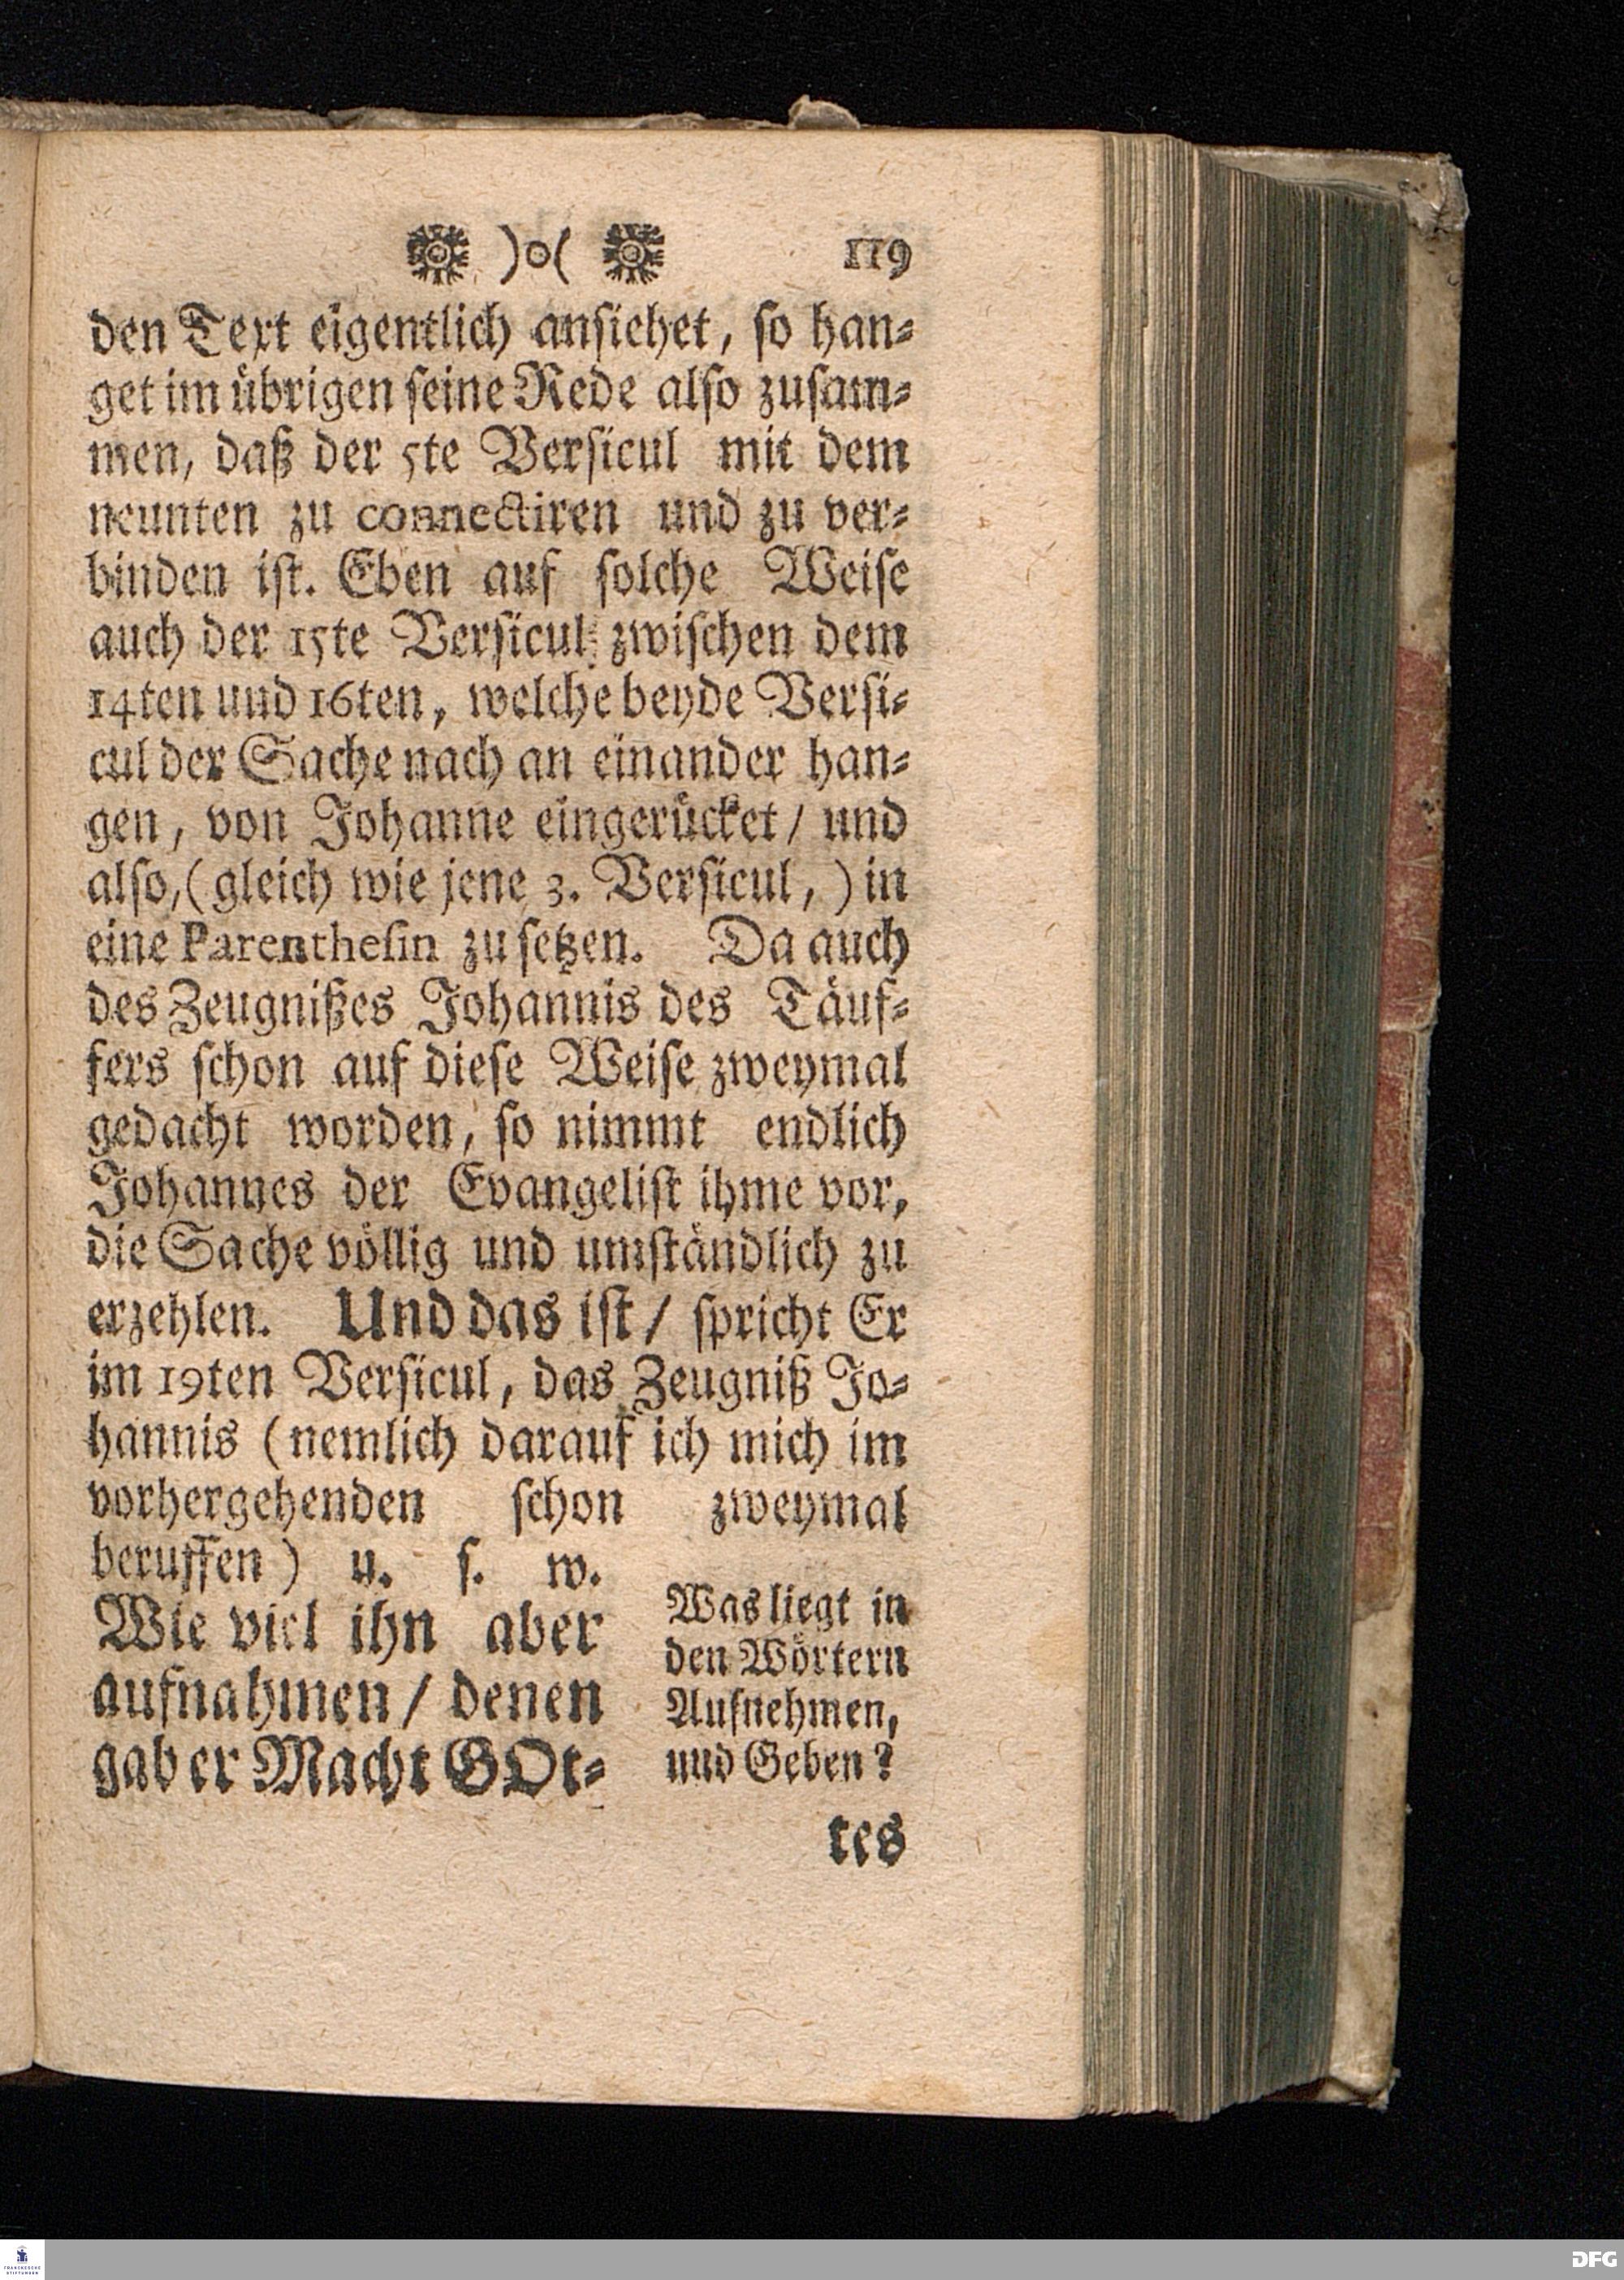 )o( 119
den Text eigentlich ansiehet, so han-
get im übrigen seine Rede also zusam-
men, daß der 5te Versicul mit dem
neunten zu connectiren und zu ver-
binden ist. Eben auf solche Weise
auch der 15te Versicul zwischen dem
14ten und 16ten, welche beyde Versi-
cul der Sache nach an einander han-
gen, von Johanne eingerücket / und
also, (gleich wie jene 3. Versicul, ) in
eine Parenthesin zu setzen. Da auch
des Zeugnißes Johannis des Täuf-
fers schon auf diese Weise zweymal
gedacht worden, so nimmt endlich
Johannes der Evangelist ihme vor,
die Sache völlig und umständlich zu
erzehlen. Und das ist / spricht Er
im 19ten Versicul, das Zeugniß Jo-
hannis (nemlich darauf ich mich im
vorhergehenden schon zweymal
beruffen) u. s. w.
Wie viel ihn aber
aufnahmen / denen
gab er Macht GOt-
Was liegt in
den Wörtern
Aufnehmen,
und Geben?
tes
FRANCKESCHE
STIFTUNGEN
DFG